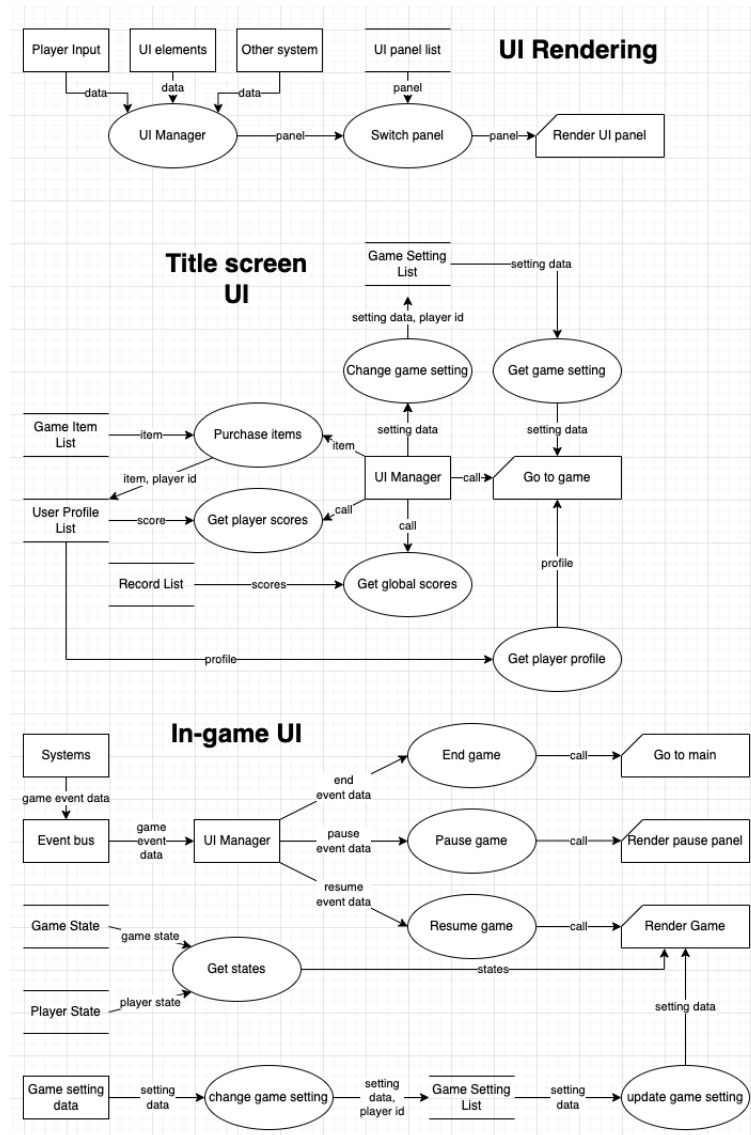 Player Input
UI elements
Other system
UI panel list
UI Rendering
data
data
data
panel
UI Manager
panel
Switch panel
panel
Render UI panel
Title screen
UI
Game Setting
List
setting data
setting data, player id
Change game setting
Get game setting
setting data
setting data
Game Item
List
item
Purchase items
item
item, player id
UI Manager
call
Go to game
User Profile
List
score
Get player scores
call
call
Record List
scores
Get global scores
profile
profile
Get player profile
In-game UI
Systems
game event data
Event bus
game
event
data
UI Manager
end
event data
End game
call
Go to main
pause
event data
Pause game
call
Render pause panel
resume
event data
Resume game
call
Render Game
Game State
game state
Get states
states
Player State
player state
setting data
Game setting
data
setting
data
change game setting
setting
data,
player id
Game Setting
List
setting
data
update game setting